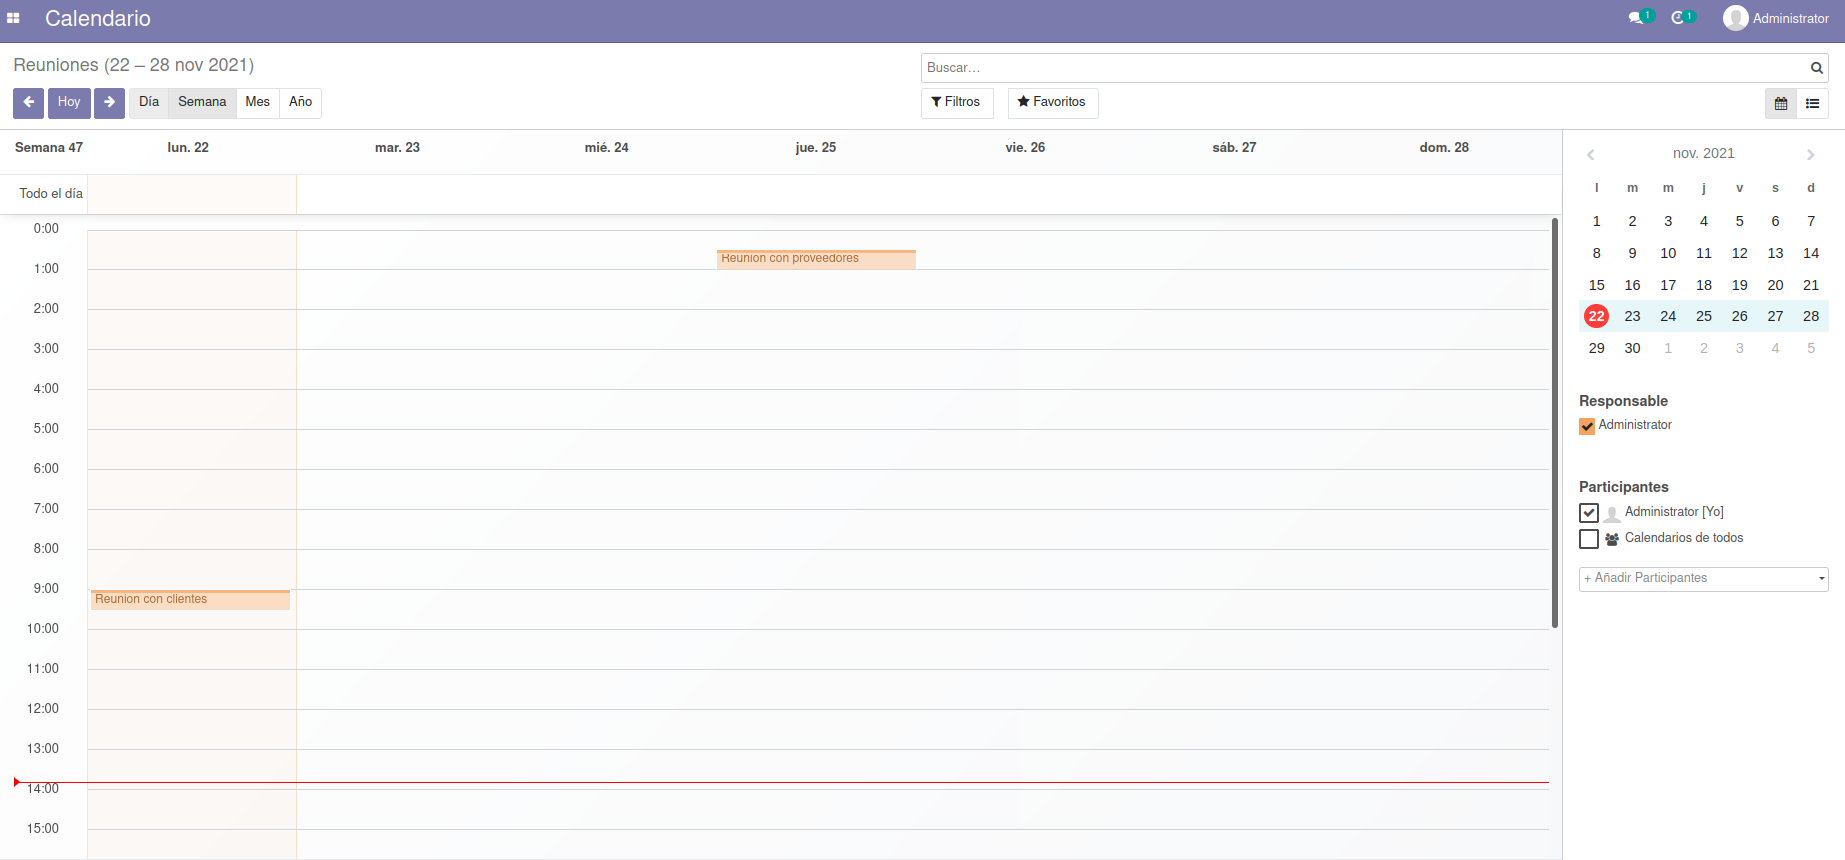 Calendario
1
1
Administrator
Reuniones (22 – 28 nov 2021)
Buscar…
Hoy
Día
Semana
Mes
Año
Filtros
Favoritos
Semana 47
lun. 22
mar. 23
mié. 24
jue. 25
vie. 26
sáb. 27
dom. 28
Todo el día
0:00
Reunion con proveedores
1:00
2:00
3:00
4:00
5:00
6:00
7:00
8:00
9:00
Reunion con clientes
10:00
11:00
12:00
13:00
14:00
15:00
nov. 2021
l m m j v s d
1 2 3 4 5 6 7
8 9 10 11 12 13 14
15 16 17 18 19 20 21
22 23 24 25 26 27 28
29 30 1 2 3 4 5
Responsable
Administrator
Participantes
Administrator [Yo]
Calendarios de todos
+ Añadir Participantes